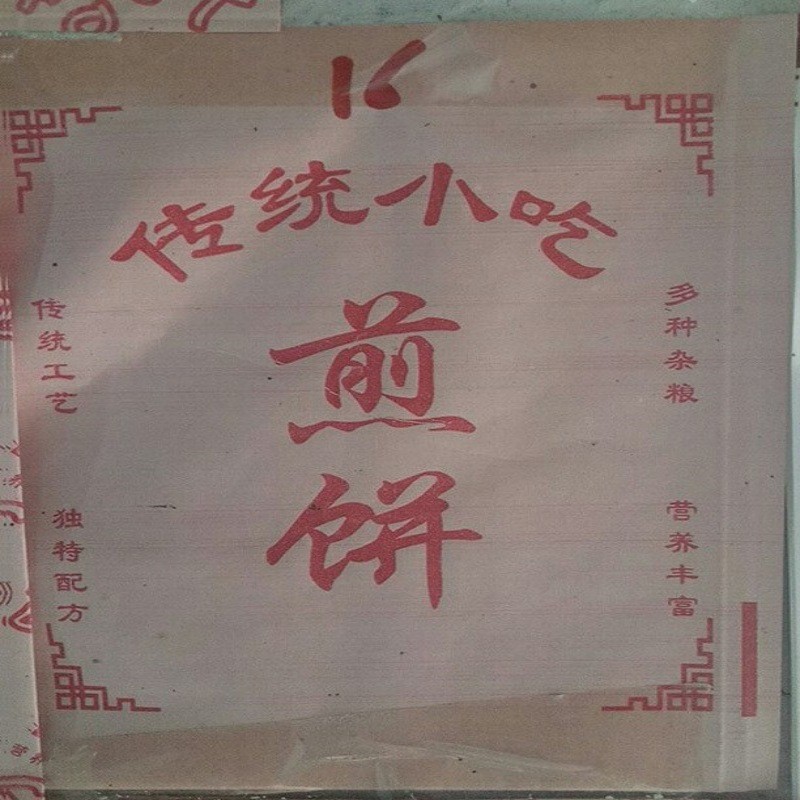 16
传统小吃
煎饼
传统工艺
独特配方
多种杂粮
营养丰富